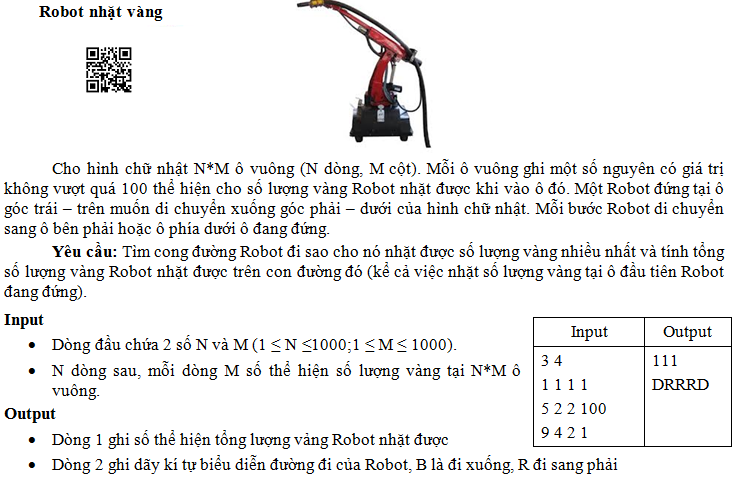 Robot nhặt vàng
Cho hình chữ nhật N*M ô vuông (N dòng, M cột). Mỗi ô vuông ghi một số nguyên có giá trị
không vượt quá 100 thể hiện cho số lượng vàng Robot nhặt được khi vào ô đó. Một Robot đứng tại ô
góc trái – trên muốn di chuyển xuống góc phải – dưới của hình chữ nhật. Mỗi bước Robot di chuyển
sang ô bên phải hoặc ô phía dưới ô đang đứng.
Yêu cầu: Tìm cong đường Robot đi sao cho nó nhặt được số lượng vàng nhiều nhất và tính tổng
số lượng vàng Robot nhặt được trên con đường đó (kể cả việc nhặt số lượng vàng tại ô đầu tiên Robot
đang đứng).
Input
• Dòng đầu chứa 2 số N và M (1 ≤ N ≤1000;1 ≤ M ≤ 1000).
• N dòng sau, mỗi dòng M số thể hiện số lượng vàng tại N*M ô
vuông.
Output
• Dòng 1 ghi số thể hiện tổng lượng vàng Robot nhặt được
• Dòng 2 ghi dãy kí tự biểu diễn đường đi của Robot, B là đi xuống, R đi sang phải
Input Output
3 4 111
1 1 1 1 DRRRD
5 2 2 100
9 4 2 1